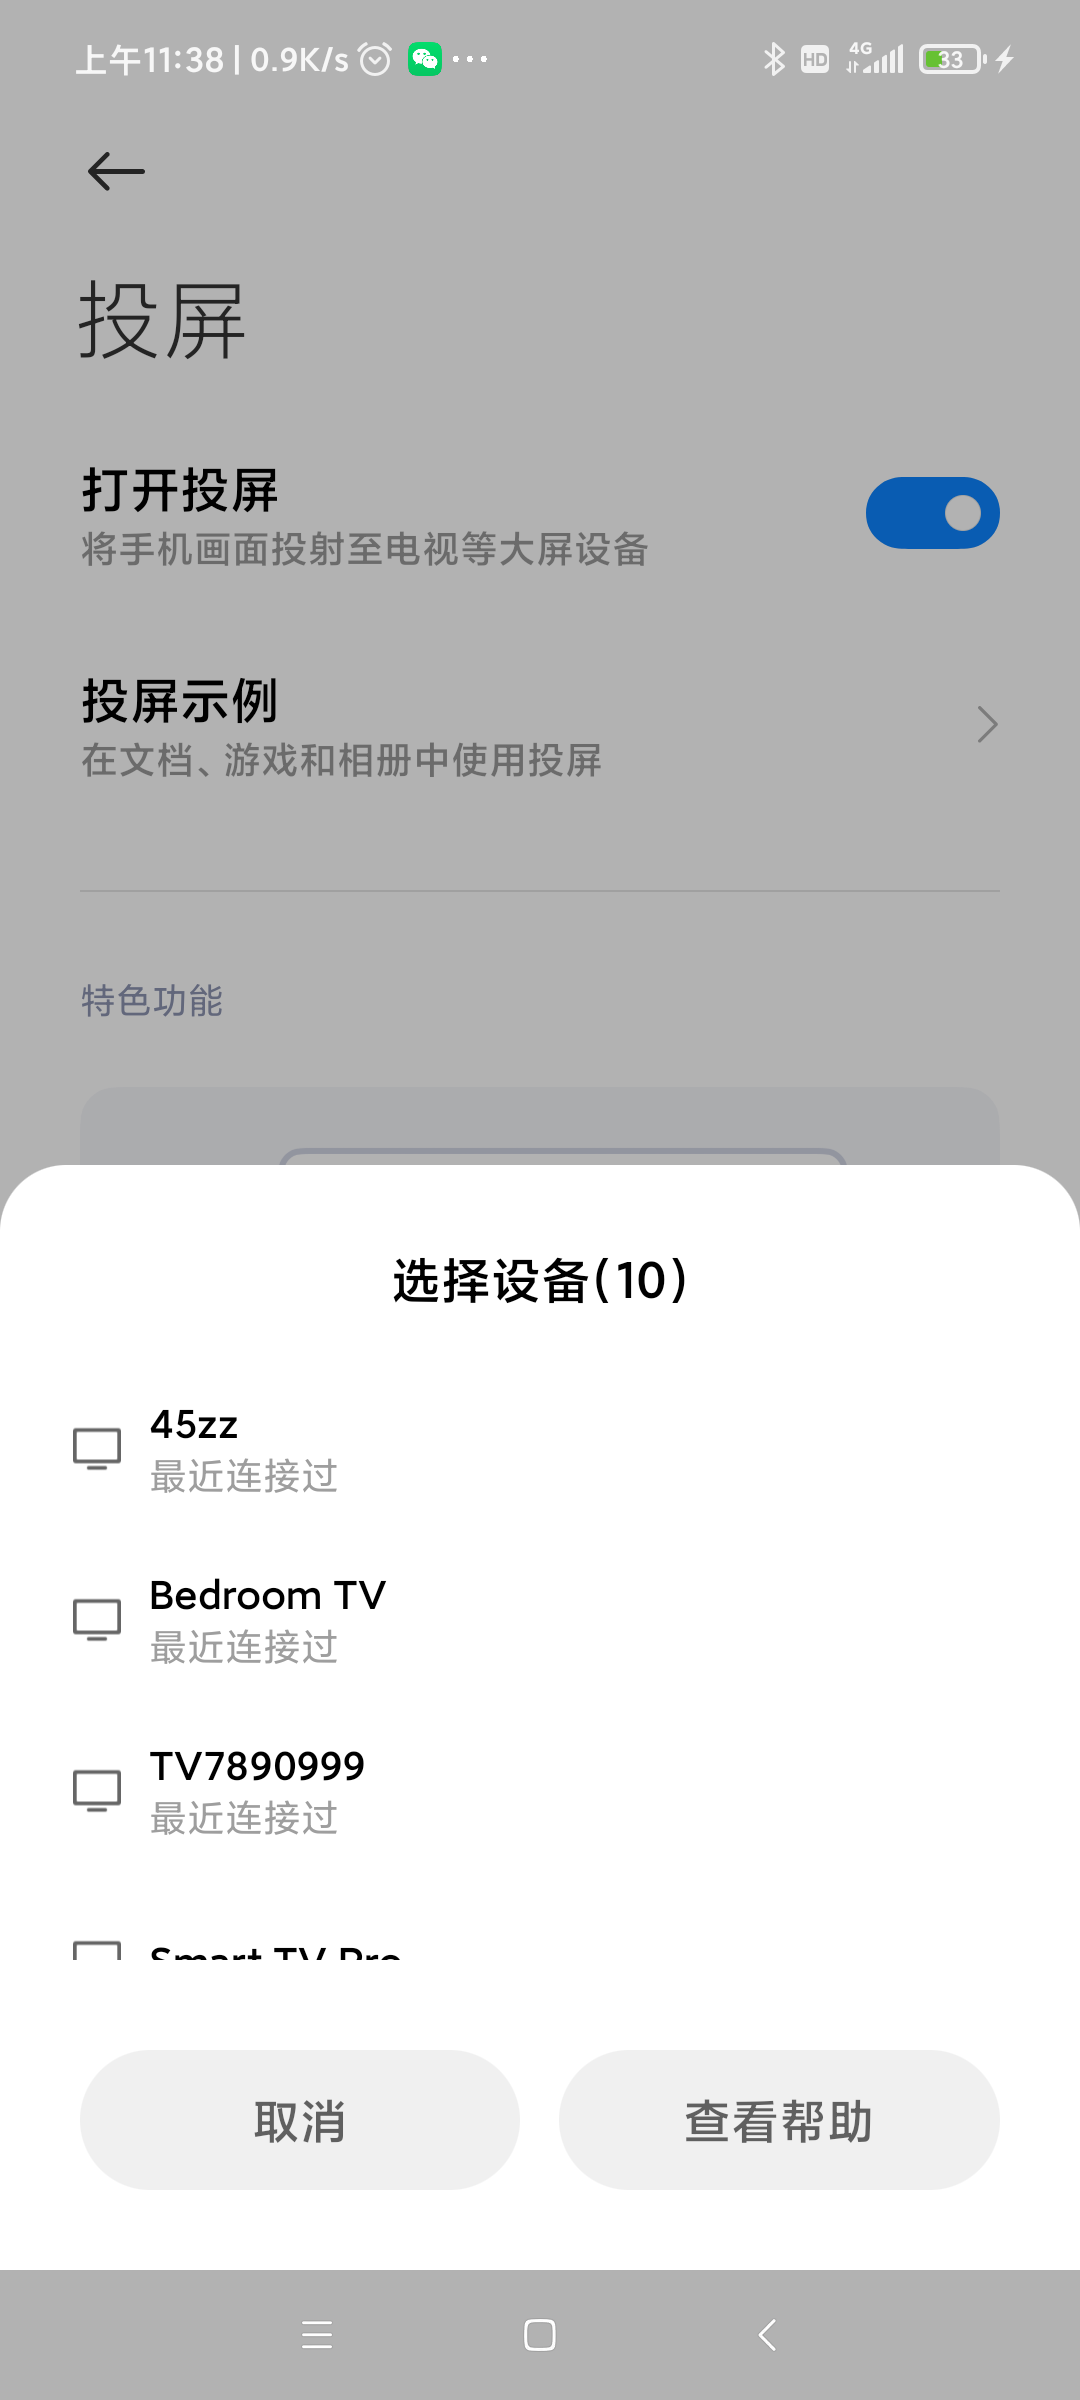 上午11:38 | 0.9K/s
HD
4G
33
投屏
打开投屏
将手机画面投射至电视等大屏设备
投屏示例
在文档、游戏和相册中使用投屏
特色功能
选择设备(10)
45zz
最近连接过
Bedroom TV
最近连接过
TV7890999
最近连接过
Smart TV Pro
取消
查看帮助